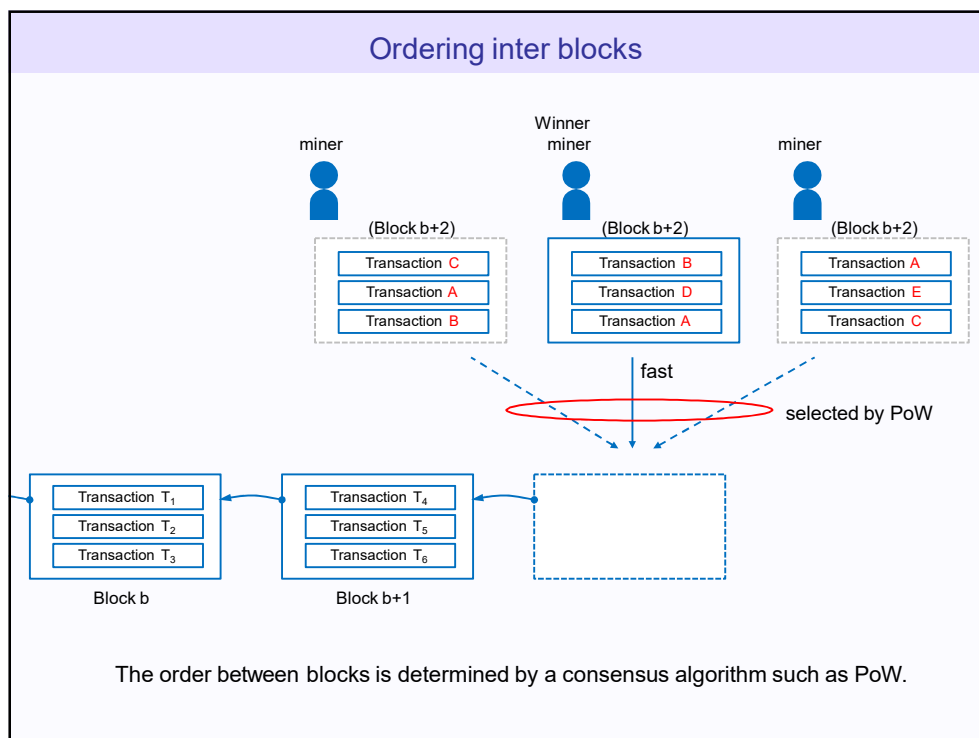 Ordering inter blocks
Winner
miner
miner
miner
(Block b+2)
(Block b+2)
(Block b+2)
Transaction C
Transaction B
Transaction A
Transaction A
Transaction D
Transaction E
Transaction B
Transaction A
Transaction C
fast
selected by PoW
Transaction T1
Transaction T4
Transaction T2
Transaction T5
Transaction T3
Transaction T6
Block b
Block b+1
The order between blocks is determined by a consensus algorithm such as PoW.